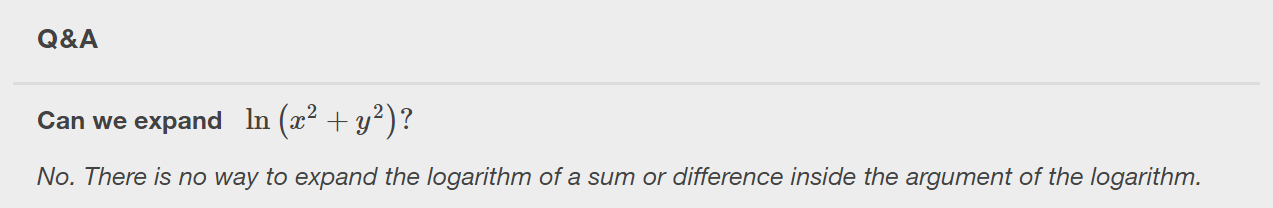 Q&A
Can we expand ln (x² + y²)?
No. There is no way to expand the logarithm of a sum or difference inside the argument of the logarithm.